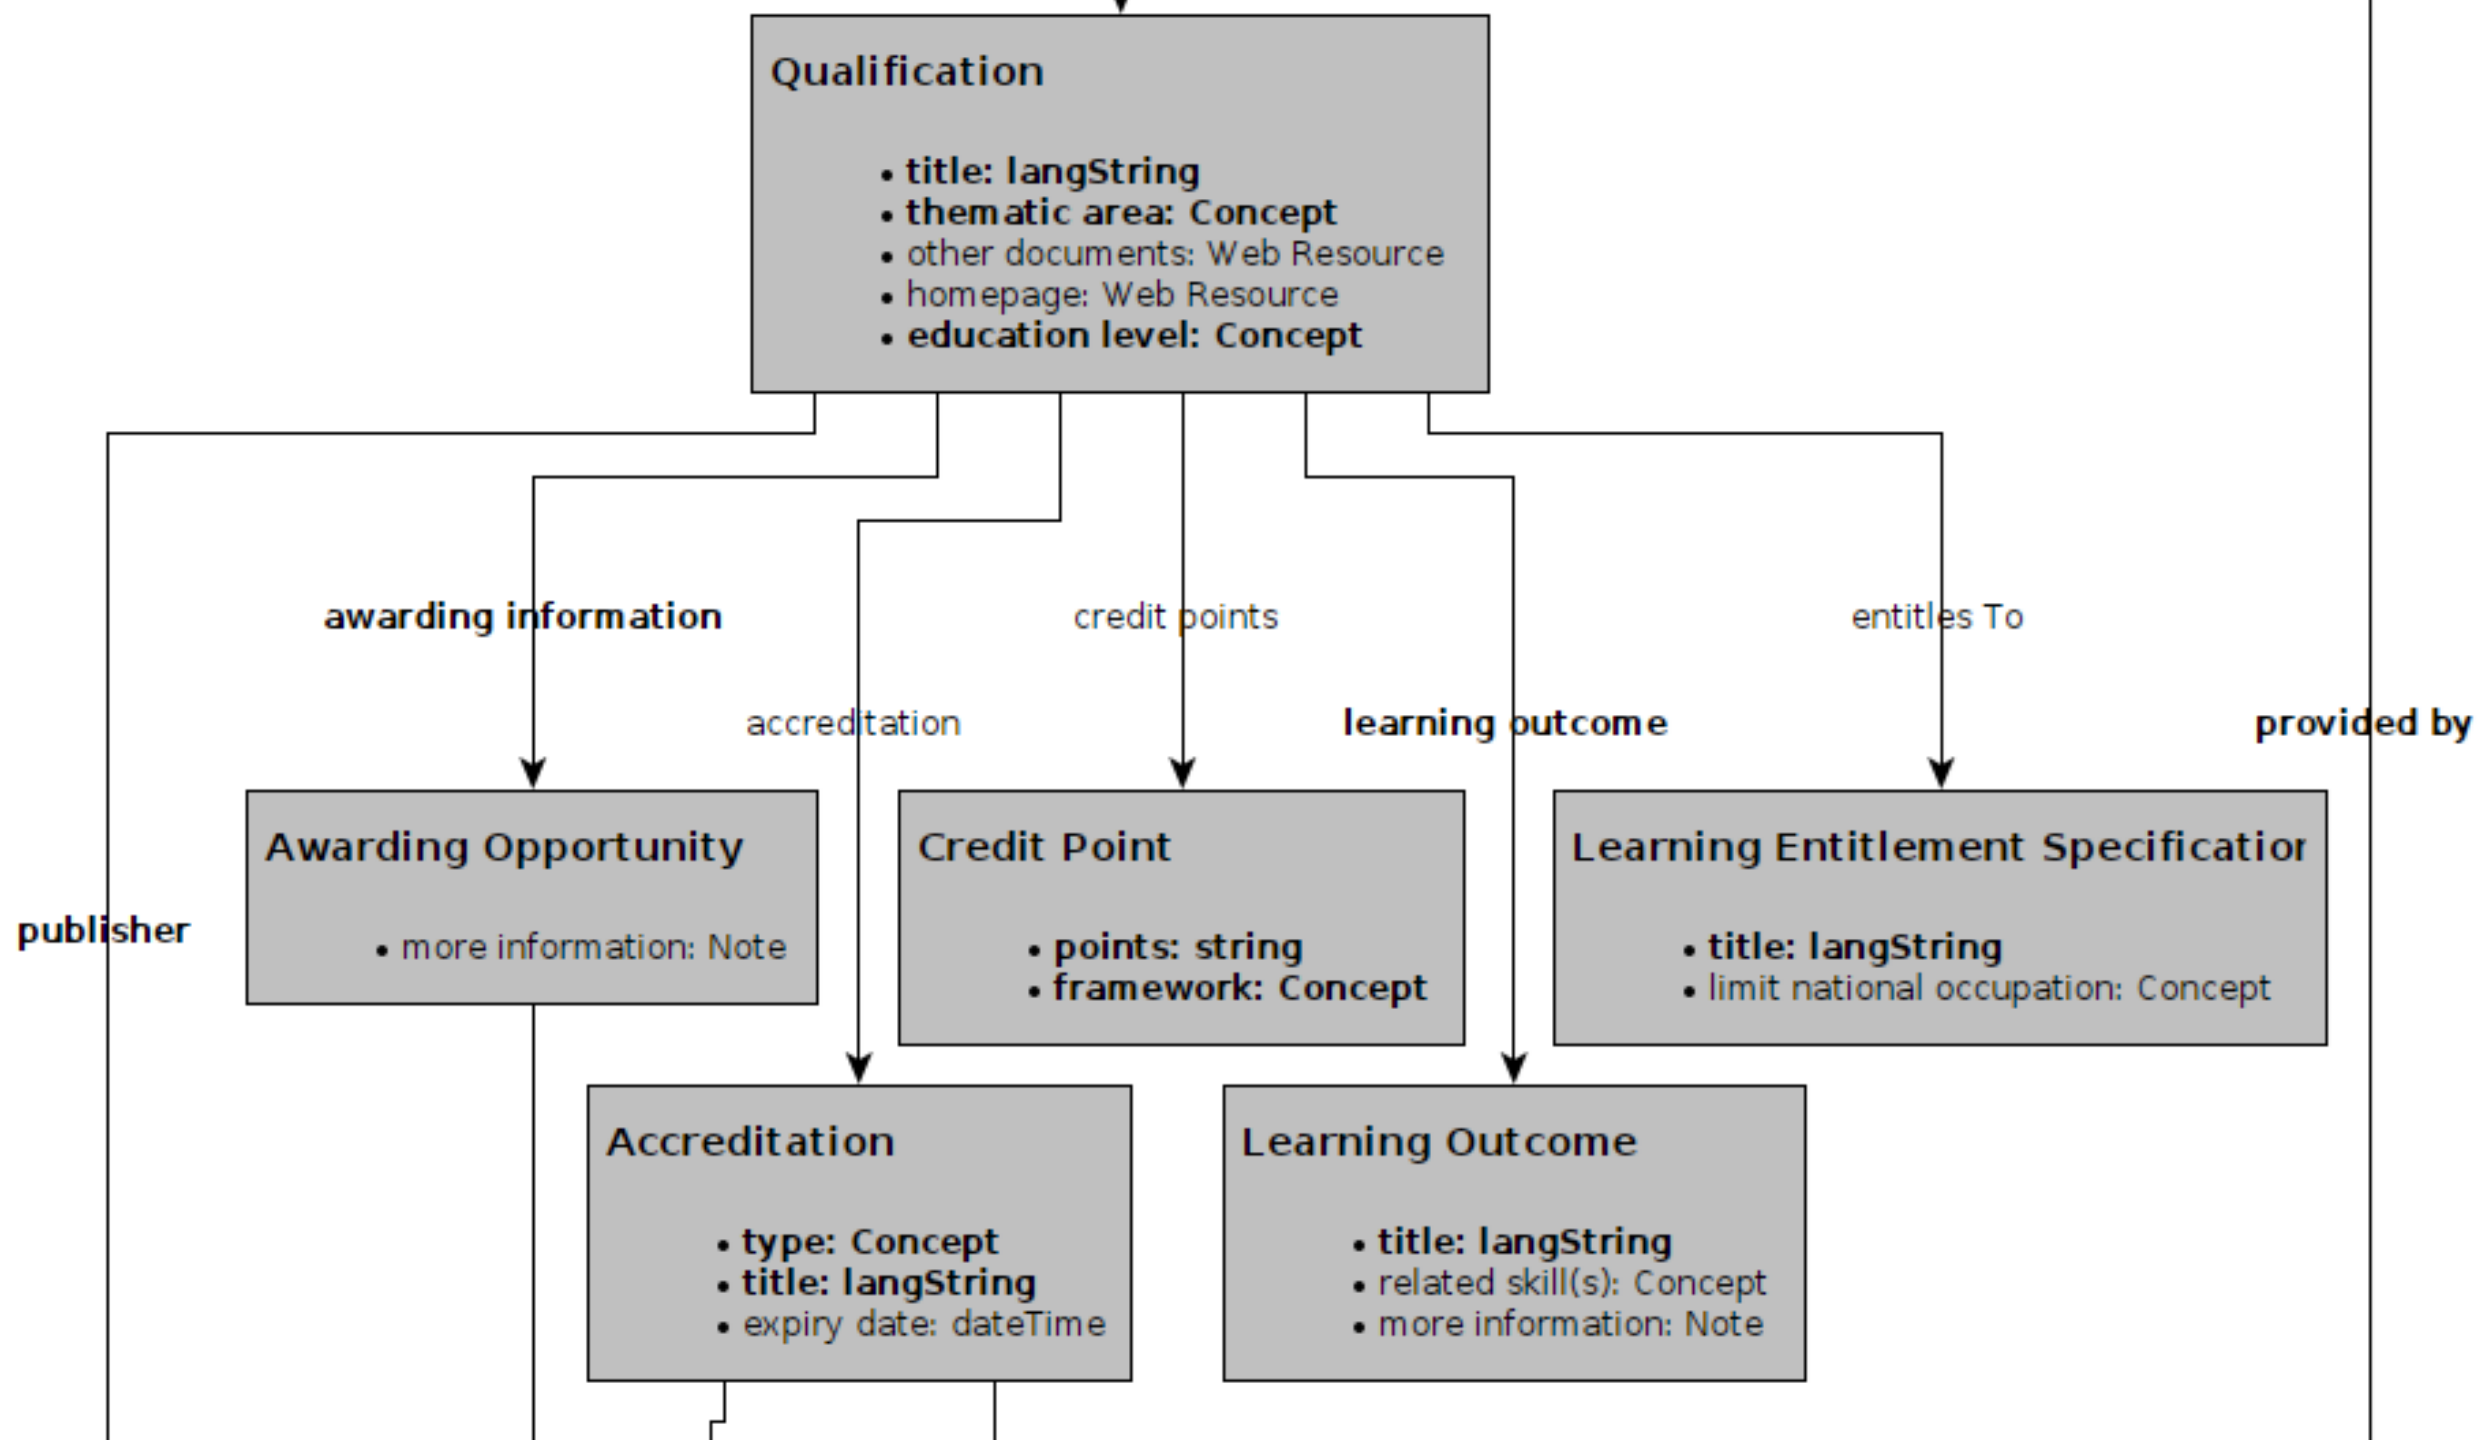 Qualification
• title: langString
• thematic area: Concept
• other documents: Web Resource
• homepage: Web Resource
• education level: Concept
awarding information
credit points
entitles To
accreditation
learning outcome
provided by
Awarding Opportunity
• more information: Note
Credit Point
• points: string
• framework: Concept
Learning Entitlement Specification
• title: langString
• limit national occupation: Concept
publisher
Accreditation
• type: Concept
• title: langString
• expiry date: dateTime
Learning Outcome
• title: langString
• related skill(s): Concept
• more information: Note